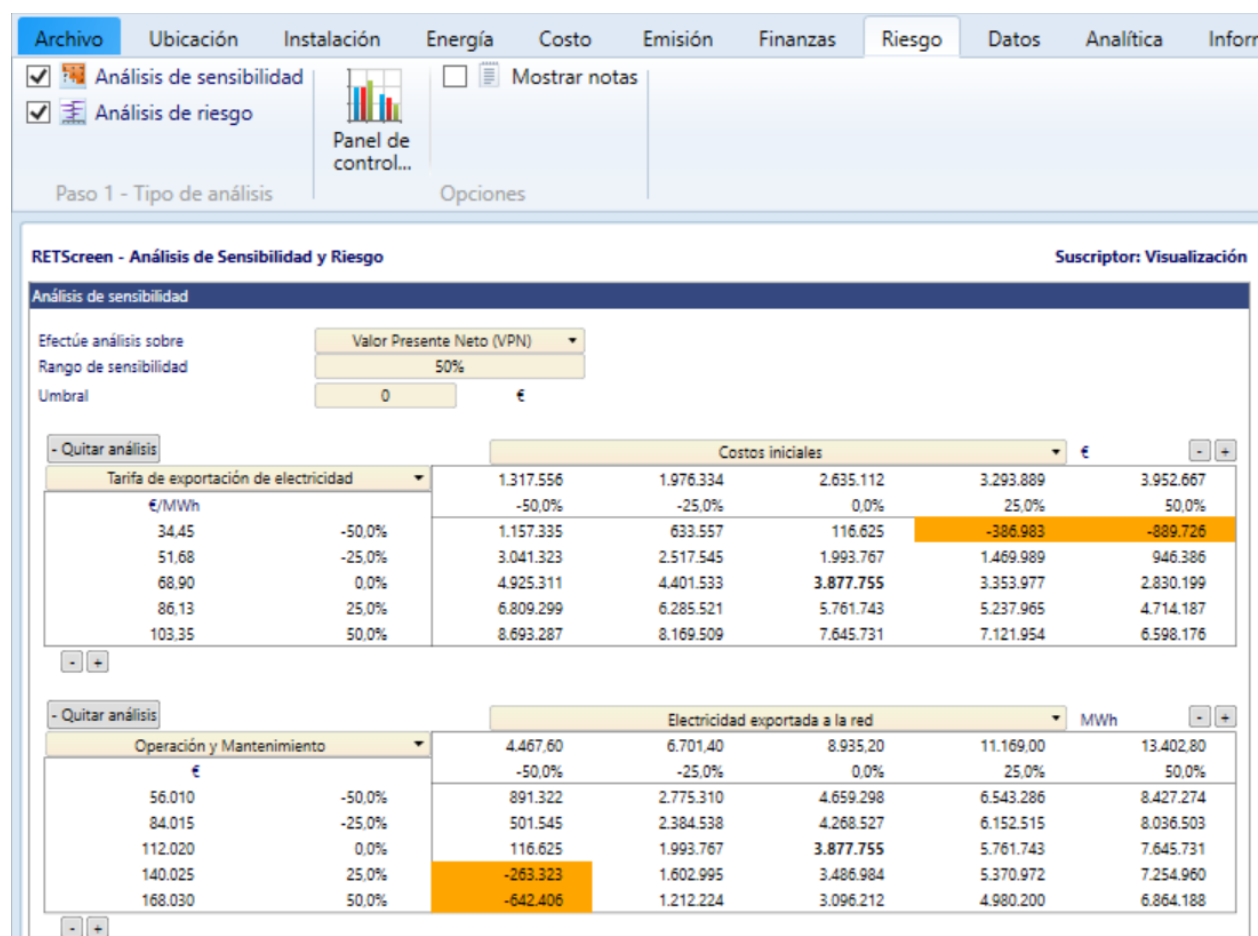 Archivo Ubicación Instalación Energía Costo Emisión Finanzas Riesgo Datos Analítica Infor
Análisis de sensibilidad Mostrar notas
Análisis de riesgo
Panel de
control...
Paso 1 - Tipo de análisis Opciones
RETScreen - Análisis de Sensibilidad y Riesgo Suscriptor: Visualización
Análisis de sensibilidad
Efectúe análisis sobre Valor Presente Neto (VPN)
Rango de sensibilidad 50%
Umbral 0 €
- Quitar análisis Costos iniciales € - +
Tarifa de exportación de electricidad 1.317.556 1.976.334 2.635.112 3.293.889 3.952.667
€/MWh -50,0% -25,0% 0,0% 25,0% 50,0%
34,45 -50,0% 1.157.335 633.557 116.625 -386.983 -889.726
51,68 -25,0% 3.041.323 2.517.545 1.993.767 1.469.989 946.386
68,90 0,0% 4.925.311 4.401.533 3.877.755 3.353.977 2.830.199
86,13 25,0% 6.809.299 6.285.521 5.761.743 5.237.965 4.714.187
103,35 50,0% 8.693.287 8.169.509 7.645.731 7.121.954 6.598.176
- +
- Quitar análisis Electricidad exportada a la red MWh - +
Operación y Mantenimiento 4.467,60 6.701,40 8.935,20 11.169,00 13.402,80
€ -50,0% -25,0% 0,0% 25,0% 50,0%
56.010 -50,0% 891.322 2.775.310 4.659.298 6.543.286 8.427.274
84.015 -25,0% 501.545 2.384.538 4.268.527 6.152.515 8.036.503
112.020 0,0% 116.625 1.993.767 3.877.755 5.761.743 7.645.731
140.025 25,0% -263.323 1.602.995 3.486.984 5.370.972 7.254.960
168.030 50,0% -642.406 1.212.224 3.096.212 4.980.200 6.864.188
- +